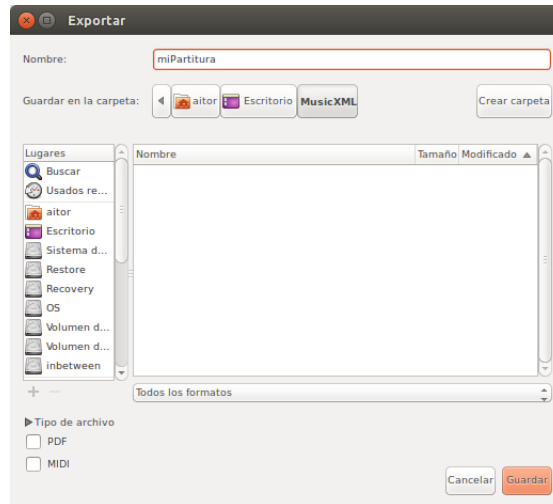 Exportar
Nombre: miPartitura
Guardar en la carpeta: aitor Escritorio MusicXML Crear carpeta
Lugares
Buscar
Usados re...
aitor
Escritorio
Sistema d...
Restore
Recovery
OS
Volumen d...
Volumen d...
inbetween
Nombre Tamaño Modificado
Todos los formatos
Tipo de archivo
PDF
MIDI
Cancelar Guardar